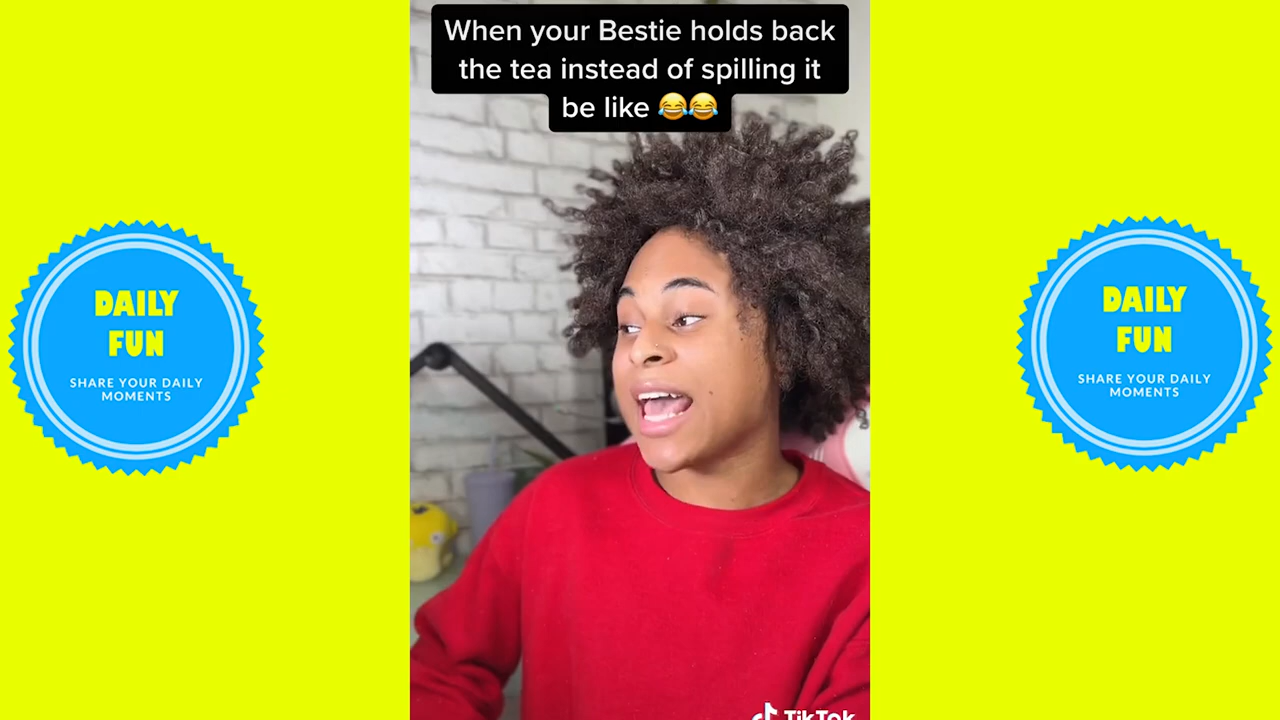 When your Bestie holds back
the tea instead of spilling it
be like 😂😂
DAILY
FUN
SHARE YOUR DAILY
MOMENTS
DAILY
FUN
SHARE YOUR DAILY
MOMENTS
TikTok